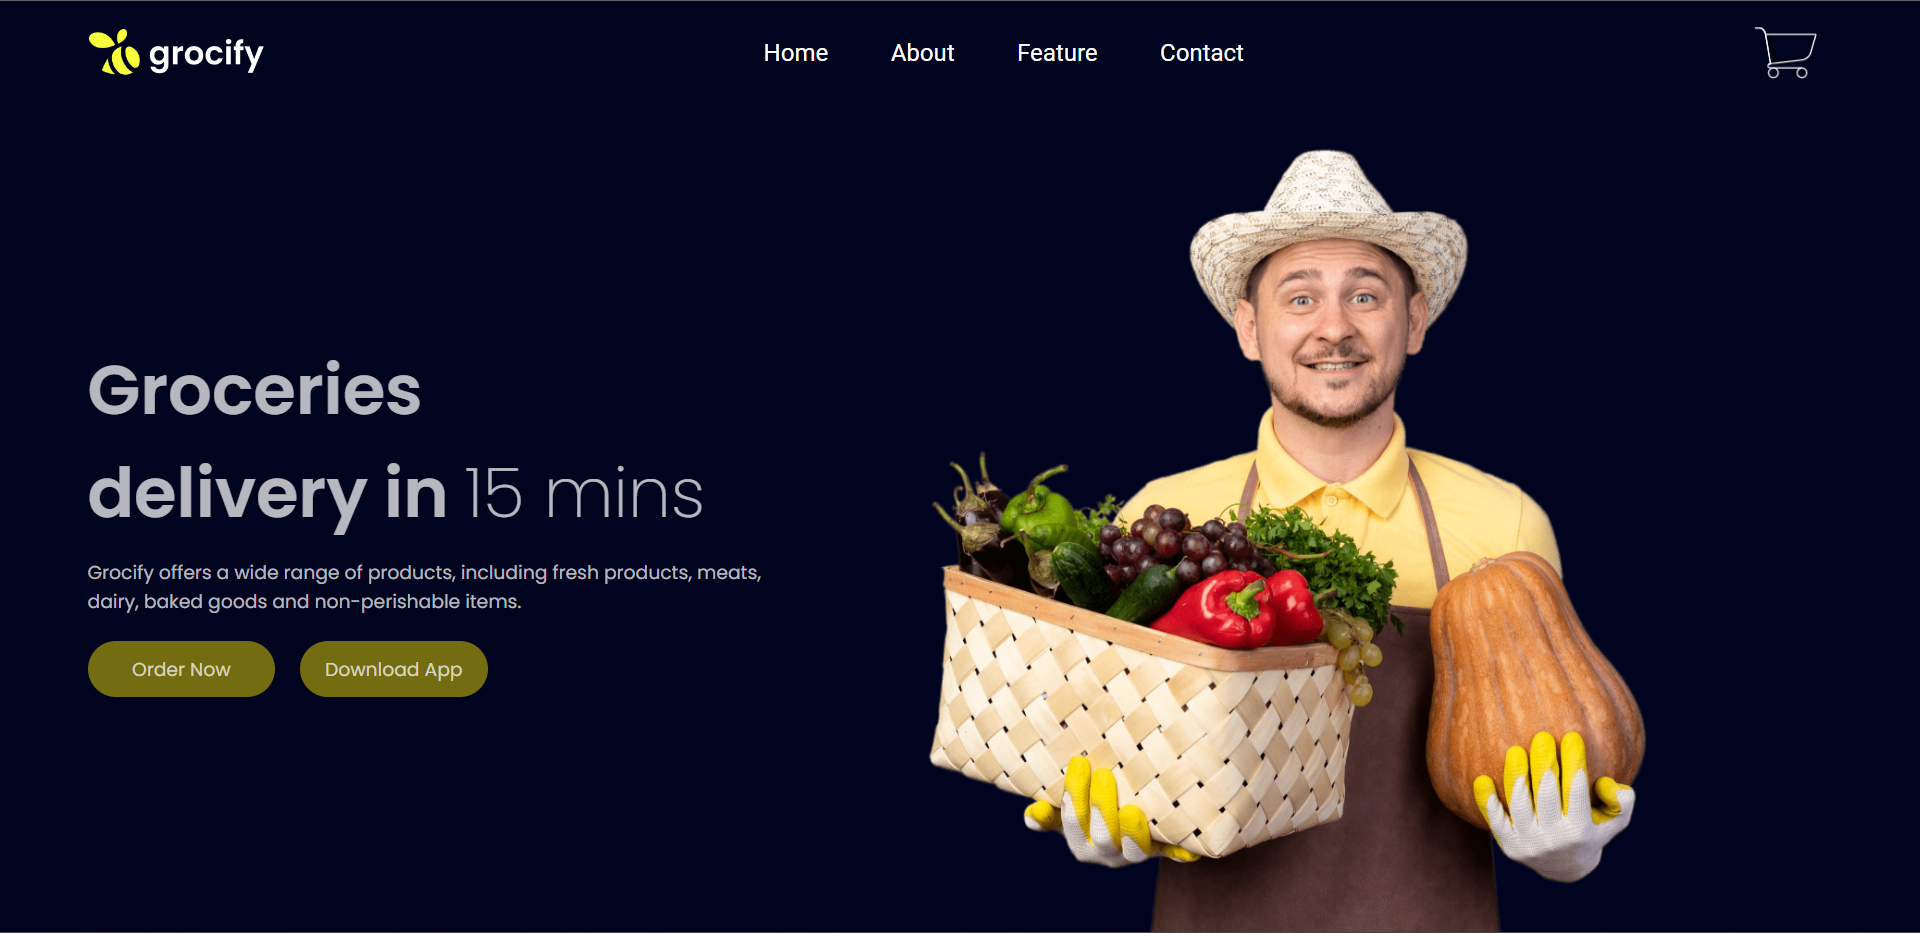 grocify
Home
About
Feature
Contact
Groceries
delivery in 15 mins
Grocify offers a wide range of products, including fresh products, meats,
dairy, baked goods and non-perishable items.
Order Now
Download App